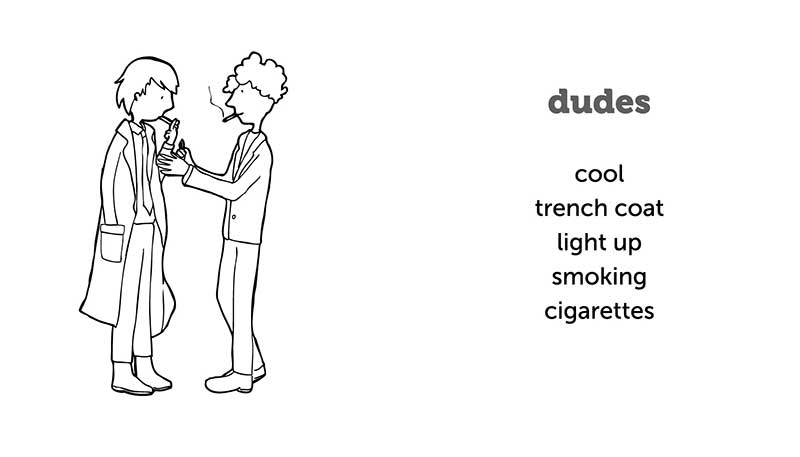 dudes
cool
trench coat
light up
smoking
cigarettes